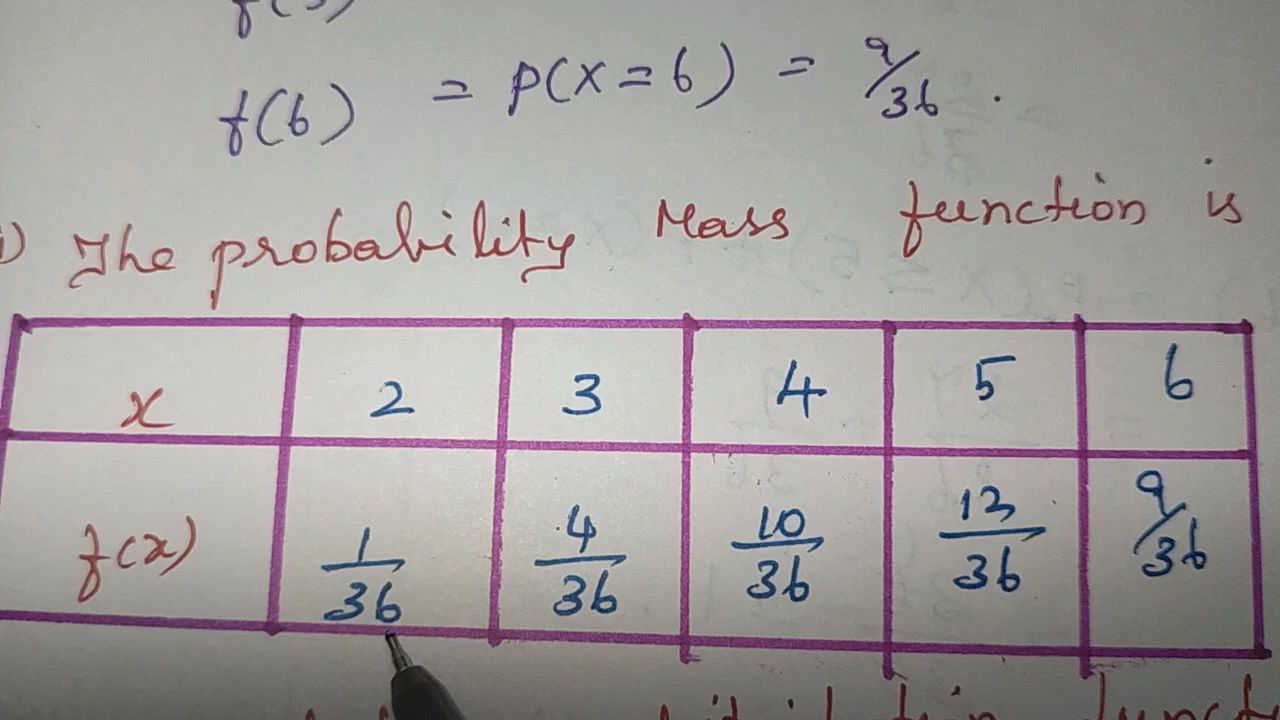 f(6) = P(X=6) = 9/36.
The probability Mass function is
x 2 3 4 5 6
f(x) 1/36 4/36 10/36 12/36 9/36